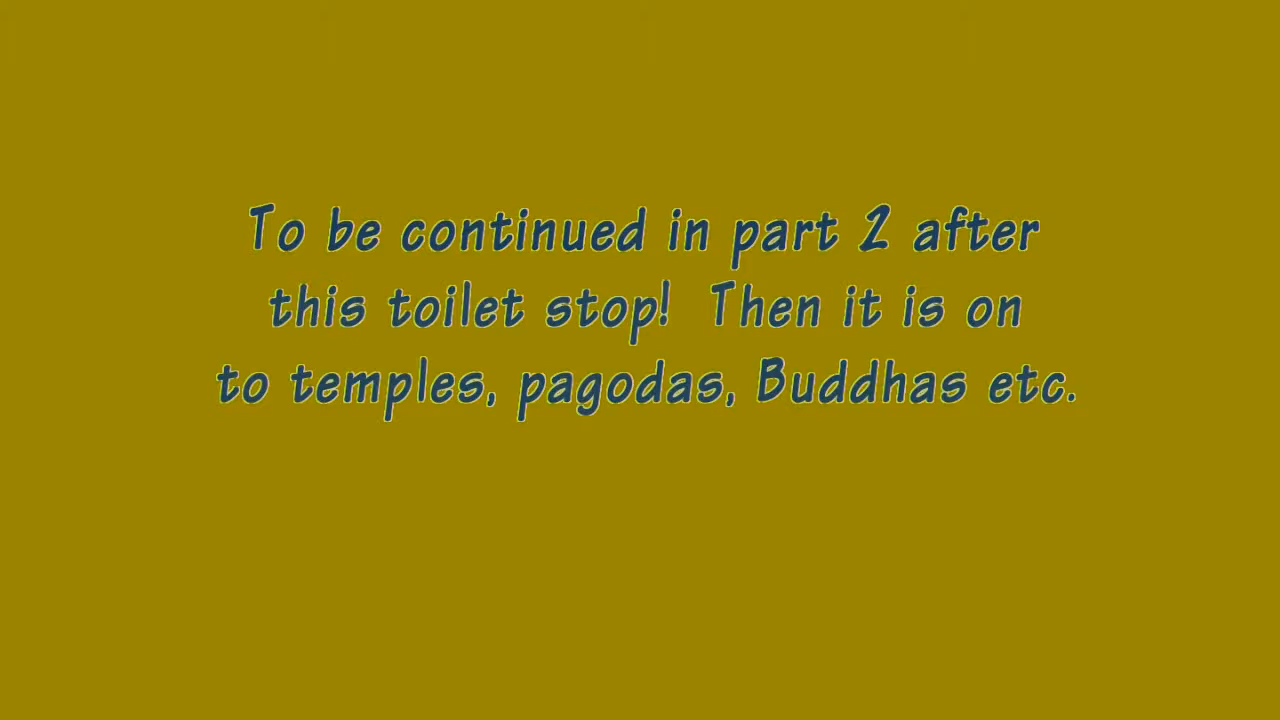 To be continued in part 2 after
this toilet stop!  Then it is on
to temples, pagodas, Buddhas etc.